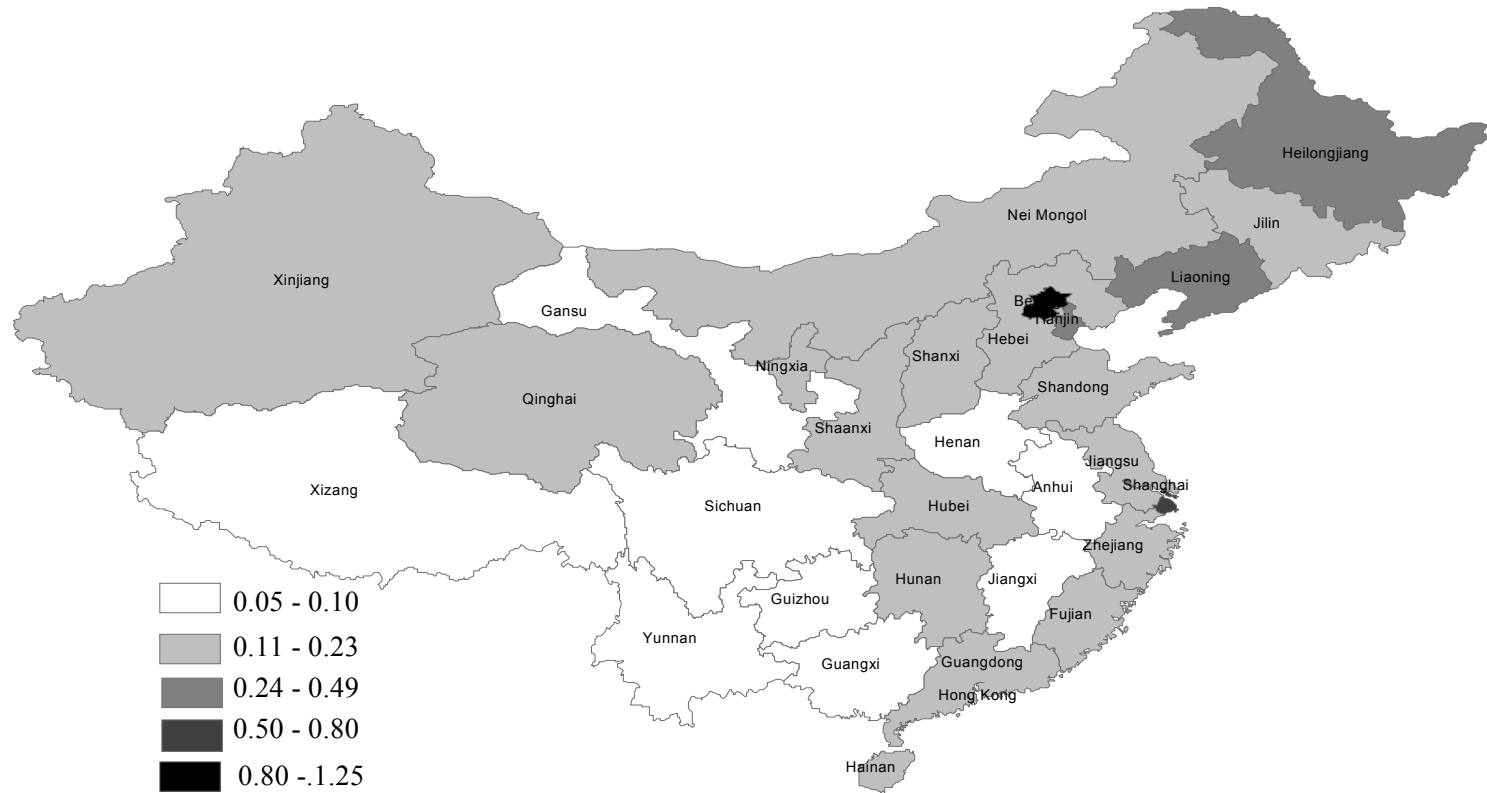 Heilongjiang
Nei Mongol
Jilin
Xinjiang
Liaoning
Gansu
Tianjin
Hebei
Shanxi
Ningxia
Shandong
Qinghai
Shaanxi
Henan
Jiangsu
Xizang
Anhui
Shanghai
Sichuan
Hubei
Zhejiang
Hunan
Jiangxi
Guizhou
Fujian
Yunnan
Guangxi
Guangdong
Hong Kong
Hainan
0.05 - 0.10
0.11 - 0.23
0.24 - 0.49
0.50 - 0.80
0.80 -.1.25